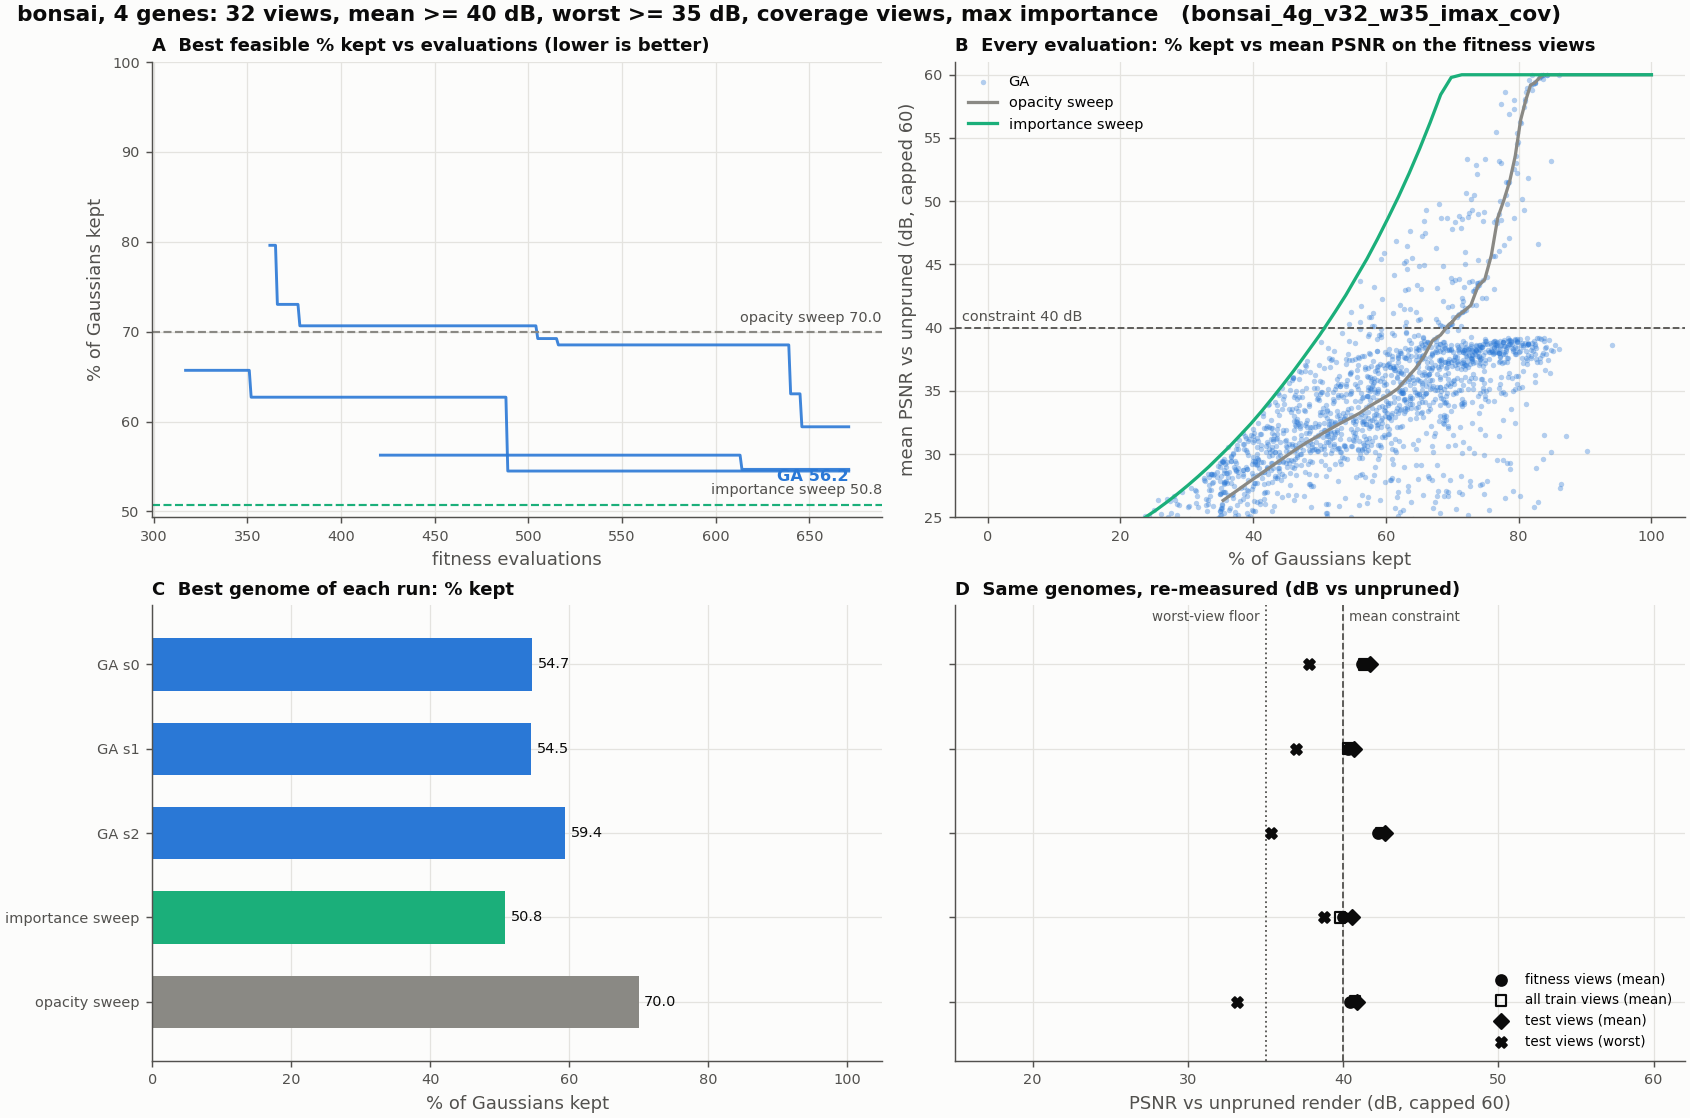 bonsai, 4 genes: 32 views, mean >= 40 dB, worst >= 35 dB, coverage views, max importance   (bonsai_4g_v32_w35_imax_cov)
A  Best feasible % kept vs evaluations (lower is better)
% of Gaussians kept
100
90
80
70
60
50
opacity sweep 70.0
GA 56.2
importance sweep 50.8
300
350
400
450
500
550
600
650
fitness evaluations
B  Every evaluation: % kept vs mean PSNR on the fitness views
mean PSNR vs unpruned (dB, capped 60)
60
55
50
45
40
35
30
25
GA
opacity sweep
importance sweep
constraint 40 dB
0
20
40
60
80
100
% of Gaussians kept
C  Best genome of each run: % kept
GA s0
54.7
GA s1
54.5
GA s2
59.4
importance sweep
50.8
opacity sweep
70.0
0
20
40
60
80
100
% of Gaussians kept
D  Same genomes, re-measured (dB vs unpruned)
worst-view floor
mean constraint
fitness views (mean)
all train views (mean)
test views (mean)
test views (worst)
20
30
40
50
60
PSNR vs unpruned render (dB, capped 60)